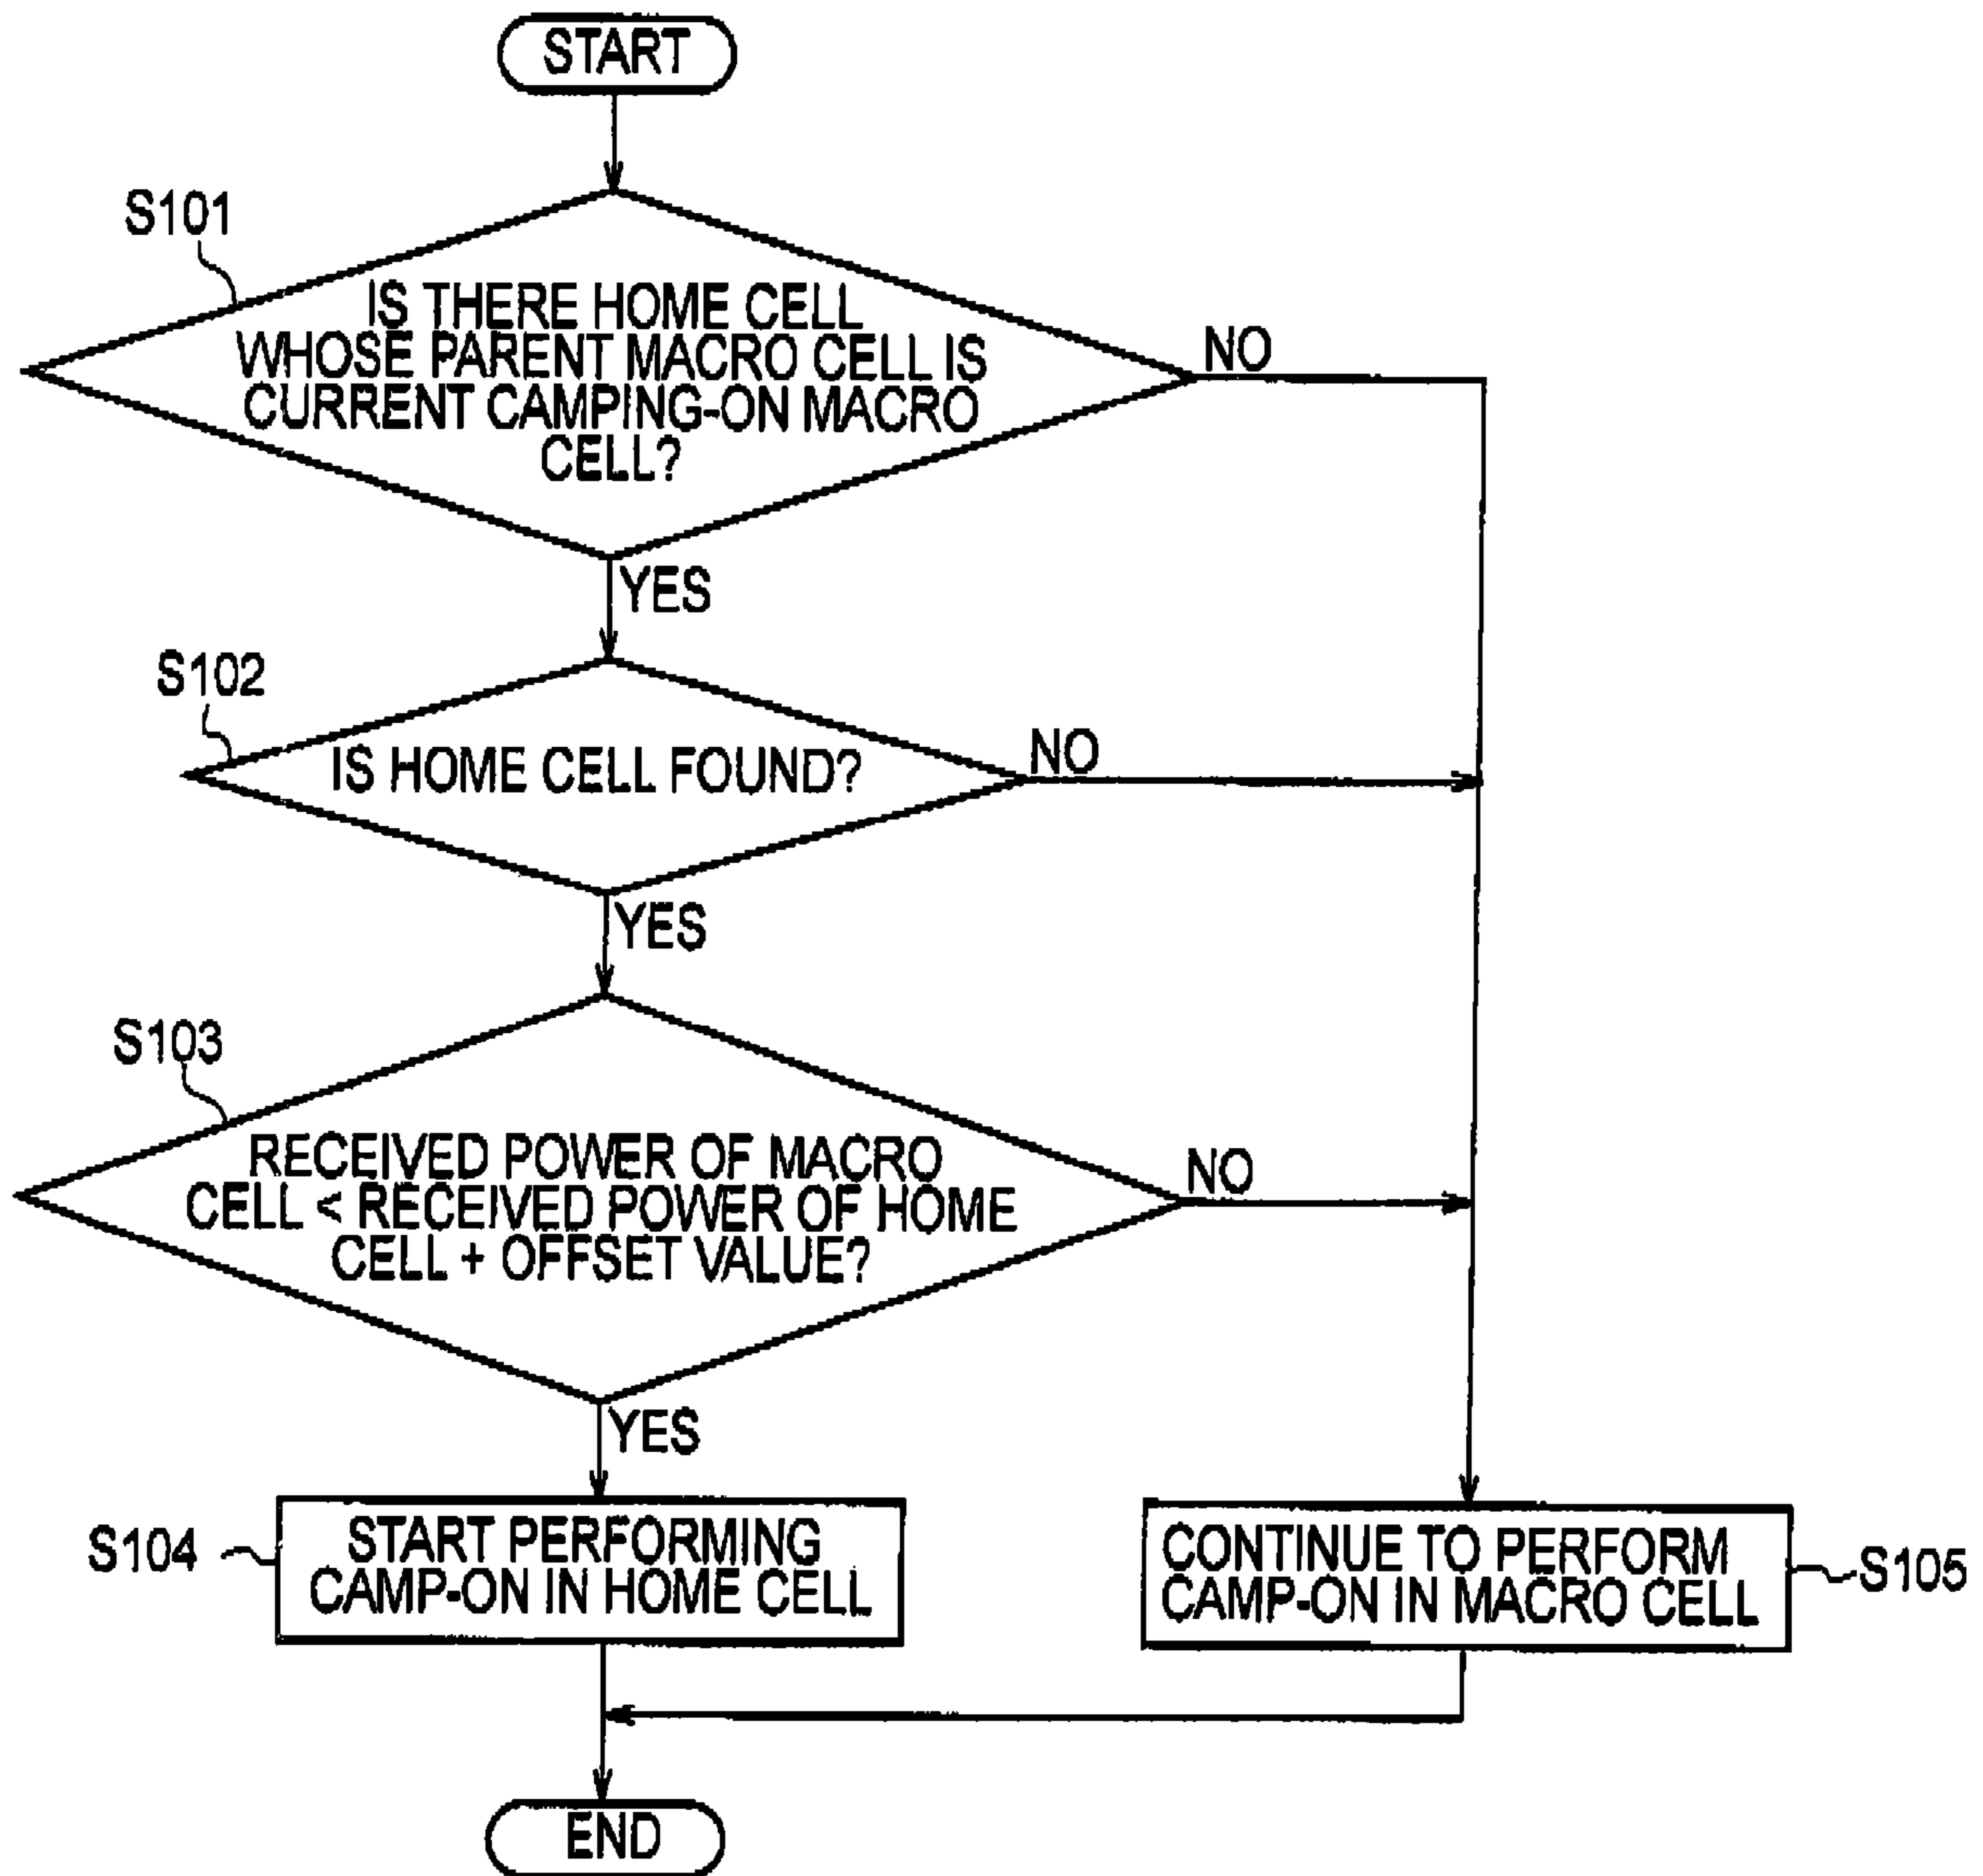 START
S101
IS THERE HOME CELL
WHOSE PARENT MACRO CELL IS
CURRENT CAMPING-ON MACRO
CELL?
NO
YES
S102
IS HOME CELL FOUND?
NO
YES
S103
RECEIVED POWER OF MACRO
CELL < RECEIVED POWER OF HOME
CELL + OFFSET VALUE?
NO
YES
S104
START PERFORMING
CAMP-ON IN HOME CELL
CONTINUE TO PERFORM
CAMP-ON IN MACRO CELL
S105
END